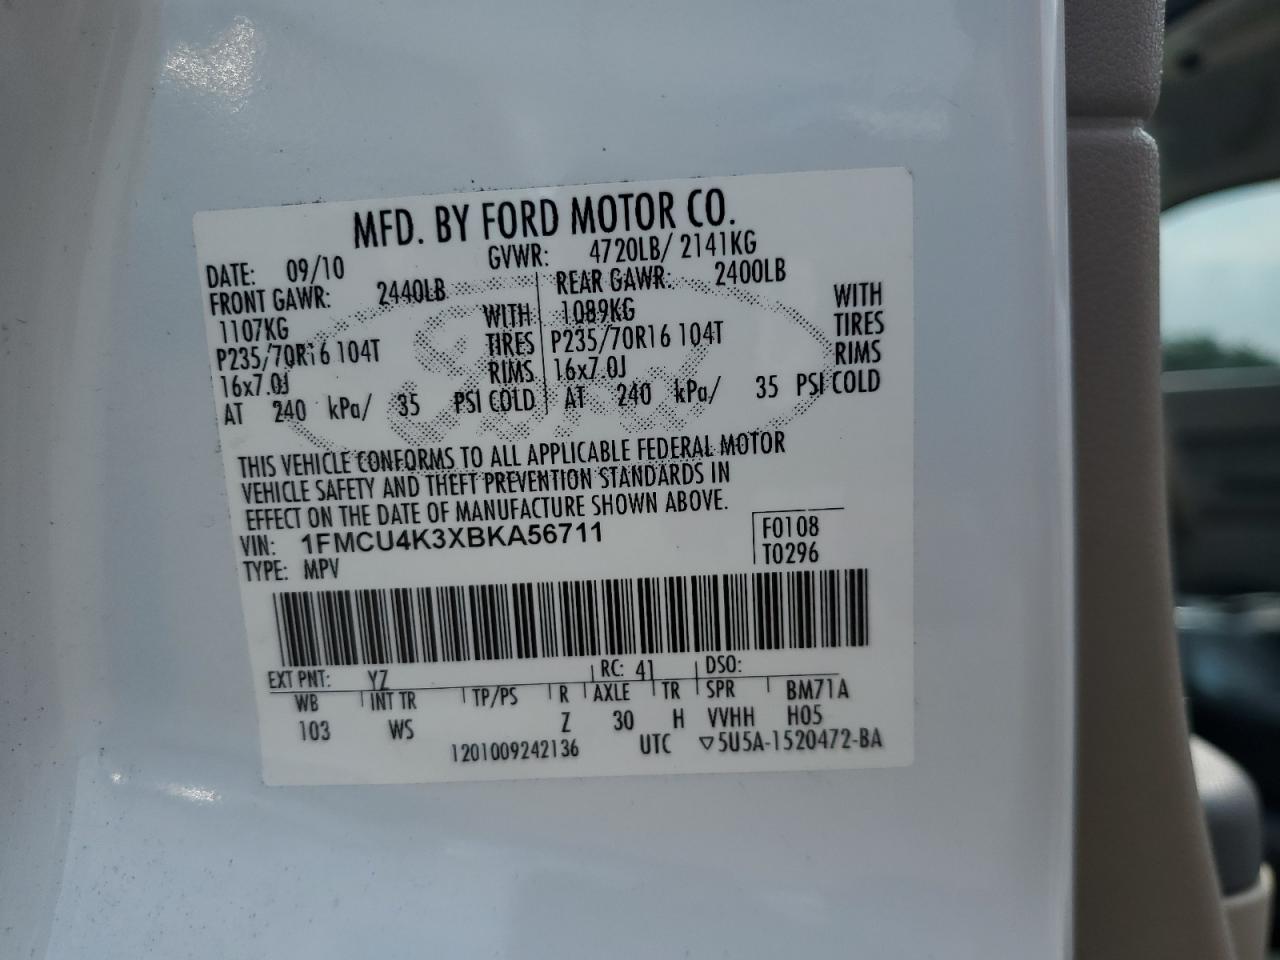 MFD. BY FORD MOTOR CO.
DATE: 09/10 GVWR: 4720LB/ 2141KG
FRONT GAWR: 2440LB REAR GAWR: 2400LB
1107KG WITH 1089KG WITH
P235/70R16 104T TIRES P235/70R16 104T TIRES
16x7.0J RIMS 16x7.0J RIMS
AT 240 kPa/ 35 PSI COLD AT 240 kPa/ 35 PSI COLD
THIS VEHICLE CONFORMS TO ALL APPLICABLE FEDERAL MOTOR
VEHICLE SAFETY AND THEFT PREVENTION STANDARDS IN
EFFECT ON THE DATE OF MANUFACTURE SHOWN ABOVE.
VIN: 1FMCU4K3XBKA56711 F0108
TYPE: MPV T0296
EXT PNT: YZ RC: 41 DSO:
WB INT TR TP/PS R AXLE TR SPR BM71A
103 WS Z 30 H VVHH H05
1201009242136 UTC ▽5U5A-1520472-BA